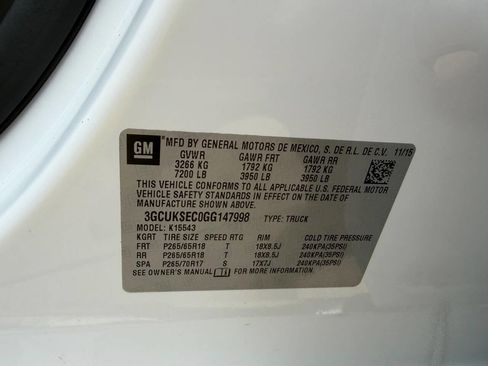 GM MFD BY GENERAL MOTORS DE MEXICO, S. DE R.L. DE C.V. 11/15
GVWR GAWR FRT GAWR RR
3266 KG 1792 KG 1792 KG
7200 LB 3950 LB 3950 LB
THIS VEHICLE CONFORMS TO ALL APPLICABLE U.S. FEDERAL MOTOR
VEHICLE SAFETY STANDARDS IN EFFECT ON THE DATE OF
MANUFACTURE SHOWN ABOVE.
3GCUKSEC0GG147998 TYPE: TRUCK
MODEL: K15543
KGRT TIRE SIZE SPEED RTG RIM COLD TIRE PRESSURE
FRT P265/65R18 T 18X8.5J 240KPA(35PSI)
RR P265/65R18 T 18X8.5J 240KPA(35PSI)
SPA P265/70R17 S 17X7J 240KPA(35PSI)
SEE OWNER'S MANUAL FOR MORE INFORMATION.